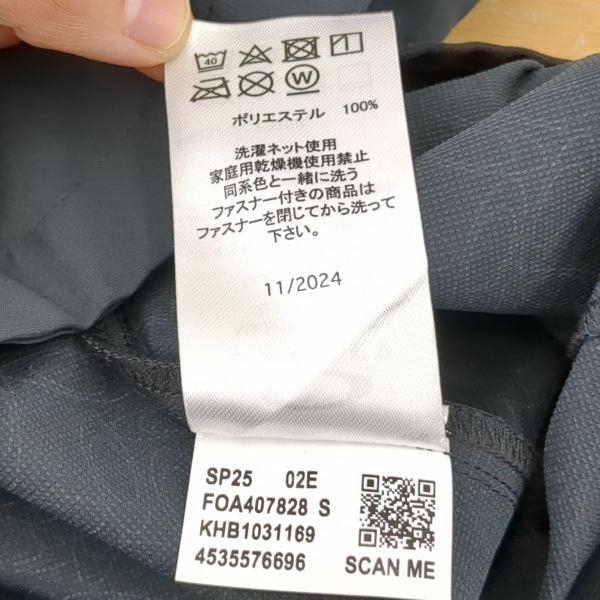 40
W
ポリエステル 100%
洗濯ネット使用
家庭用乾燥機使用禁止
同系色と一緒に洗う
ファスナー付きの商品は
ファスナーを閉じてから洗って
下さい。
11/2024
SP25 02E
FOA407828 S
KHB1031169
4535576696 SCAN ME